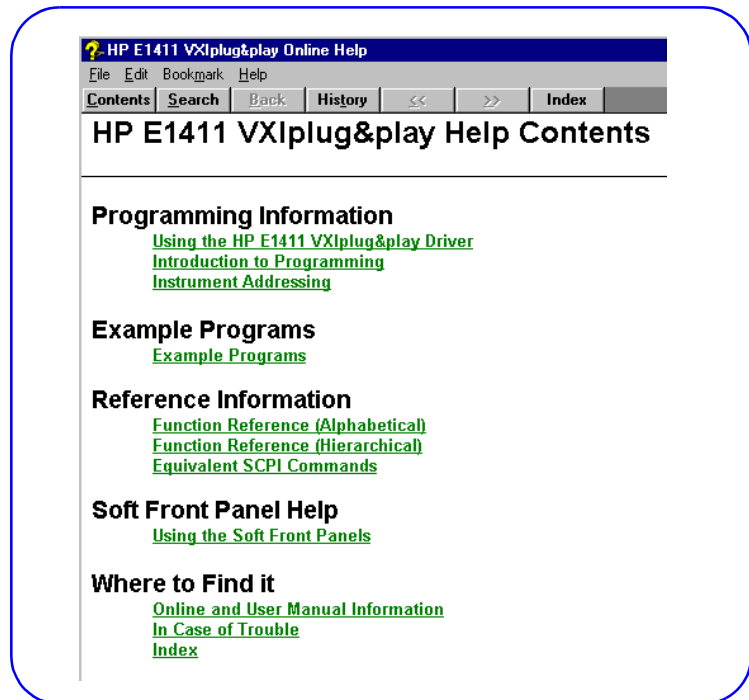 HP E1411 VXIplug&play Online Help
File Edit Bookmark Help
Contents Search Back History << >> Index
HP E1411 VXIplug&play Help Contents
Programming Information
Using the HP E1411 VXIplug&play Driver
Introduction to Programming
Instrument Addressing
Example Programs
Example Programs
Reference Information
Function Reference (Alphabetical)
Function Reference (Hierarchical)
Equivalent SCPI Commands
Soft Front Panel Help
Using the Soft Front Panels
Where to Find it
Online and User Manual Information
In Case of Trouble
Index